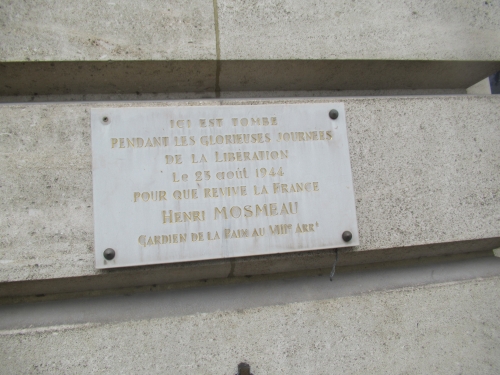 ICI EST TOMBÉ
PENDANT LES GLORIEUSES JOURNÉES
DE LA LIBÉRATION
LE 25 AOÛT 1944
POUR QUE REVIVE LA FRANCE
HENRI MOSMEAU
GARDIEN DE LA PAIX AU VIIIE ARRT